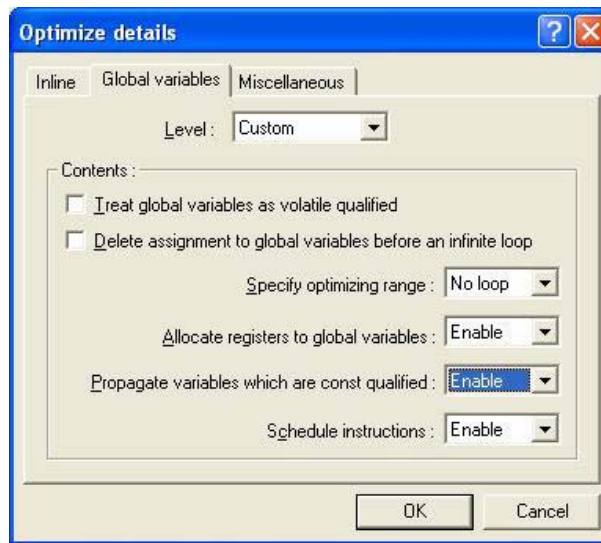 Optimize details
Inline Global variables Miscellaneous
Level : Custom
Contents :
Treat global variables as volatile qualified
Delete assignment to global variables before an infinite loop
Specify optimizing range : No loop
Allocate registers to global variables : Enable
Propagate variables which are const qualified : Enable
Schedule instructions : Enable
OK Cancel